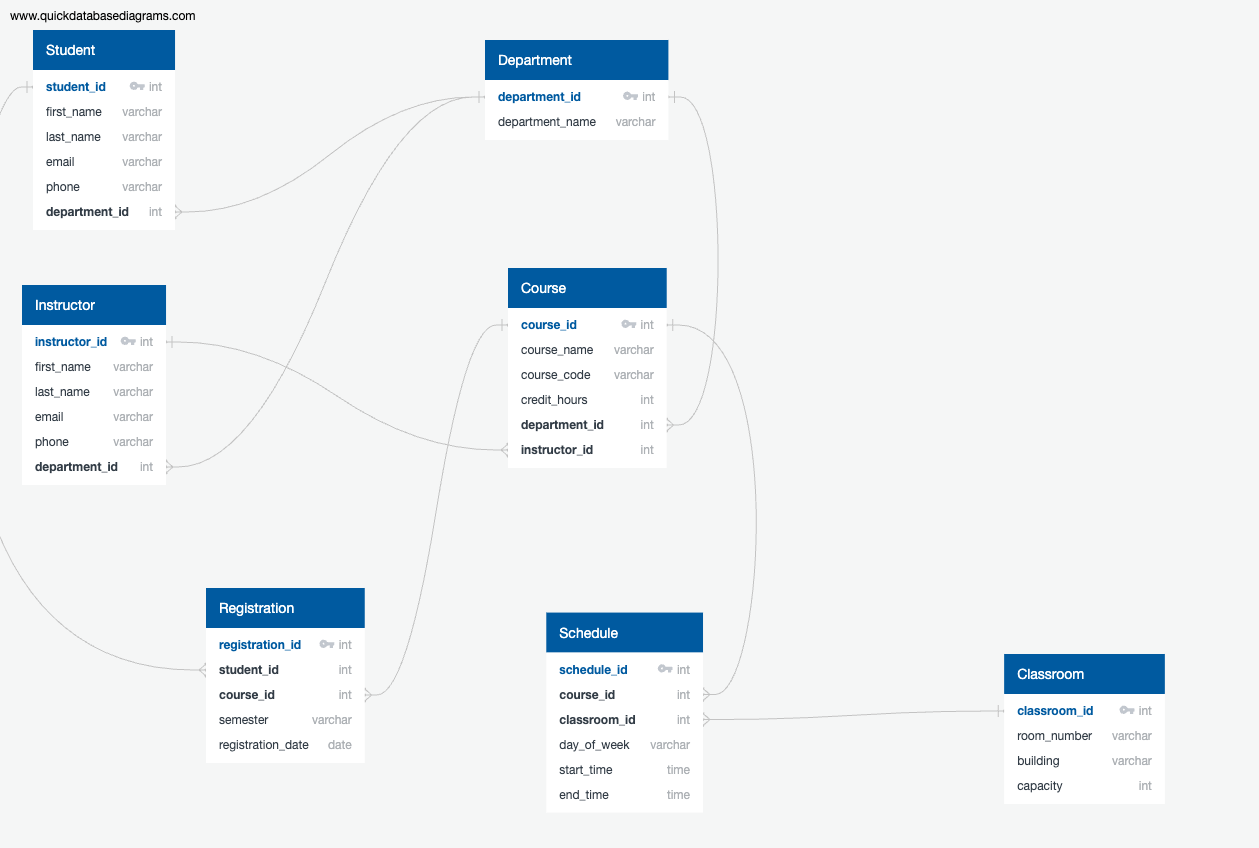 www.quickdatabasediagrams.com
Student
student_id int
first_name varchar
last_name varchar
email varchar
phone varchar
department_id int
Department
department_id int
department_name varchar
Instructor
instructor_id int
first_name varchar
last_name varchar
email varchar
phone varchar
department_id int
Course
course_id int
course_name varchar
course_code varchar
credit_hours int
department_id int
instructor_id int
Registration
registration_id int
student_id int
course_id int
semester varchar
registration_date date
Schedule
schedule_id int
course_id int
classroom_id int
day_of_week varchar
start_time time
end_time time
Classroom
classroom_id int
room_number varchar
building varchar
capacity int